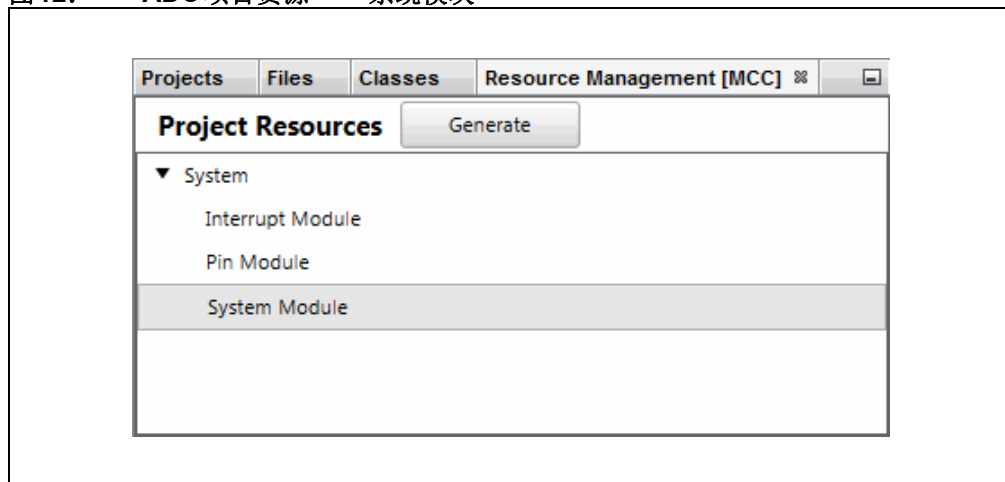 Projects Files Classes Resource Management [MCC]
Project Resources Generate
System
Interrupt Module
Pin Module
System Module